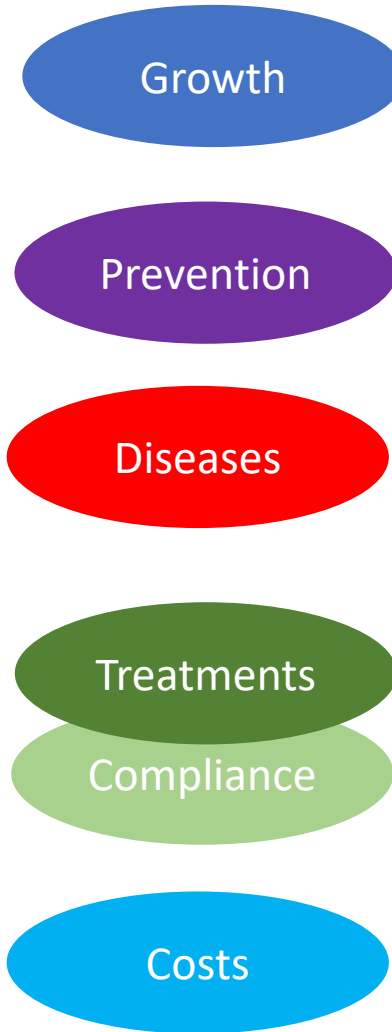 Growth
Prevention
Diseases
Treatments
Compliance
Costs